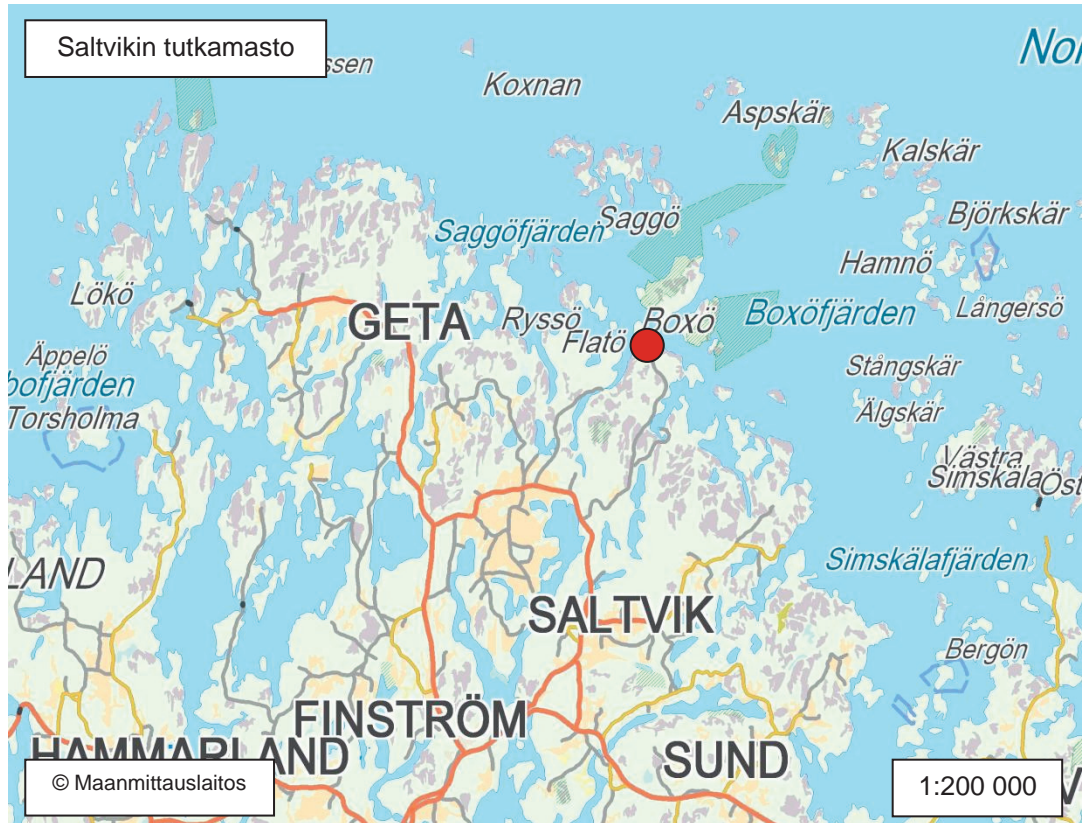 Saltvikin tutkamasto
ssen
Koxnan
Nor
Aspskär
Kalskär
Björkskär
Saggö
Saggöfjärden
Hamnö
Lökö
Långersö
GETA
Ryssö
Boxö
Boxöfjärden
Flatö
Äppelö
Stångskär
bofjärden
Torsholma
Älgskär
Västra
Simskäla
Öst
Simskälafjärden
LAND
SALTVIK
Bergön
FINSTRÖM
HAMMARLAND
SUND
© Maanmittauslaitos
1:200 000
V